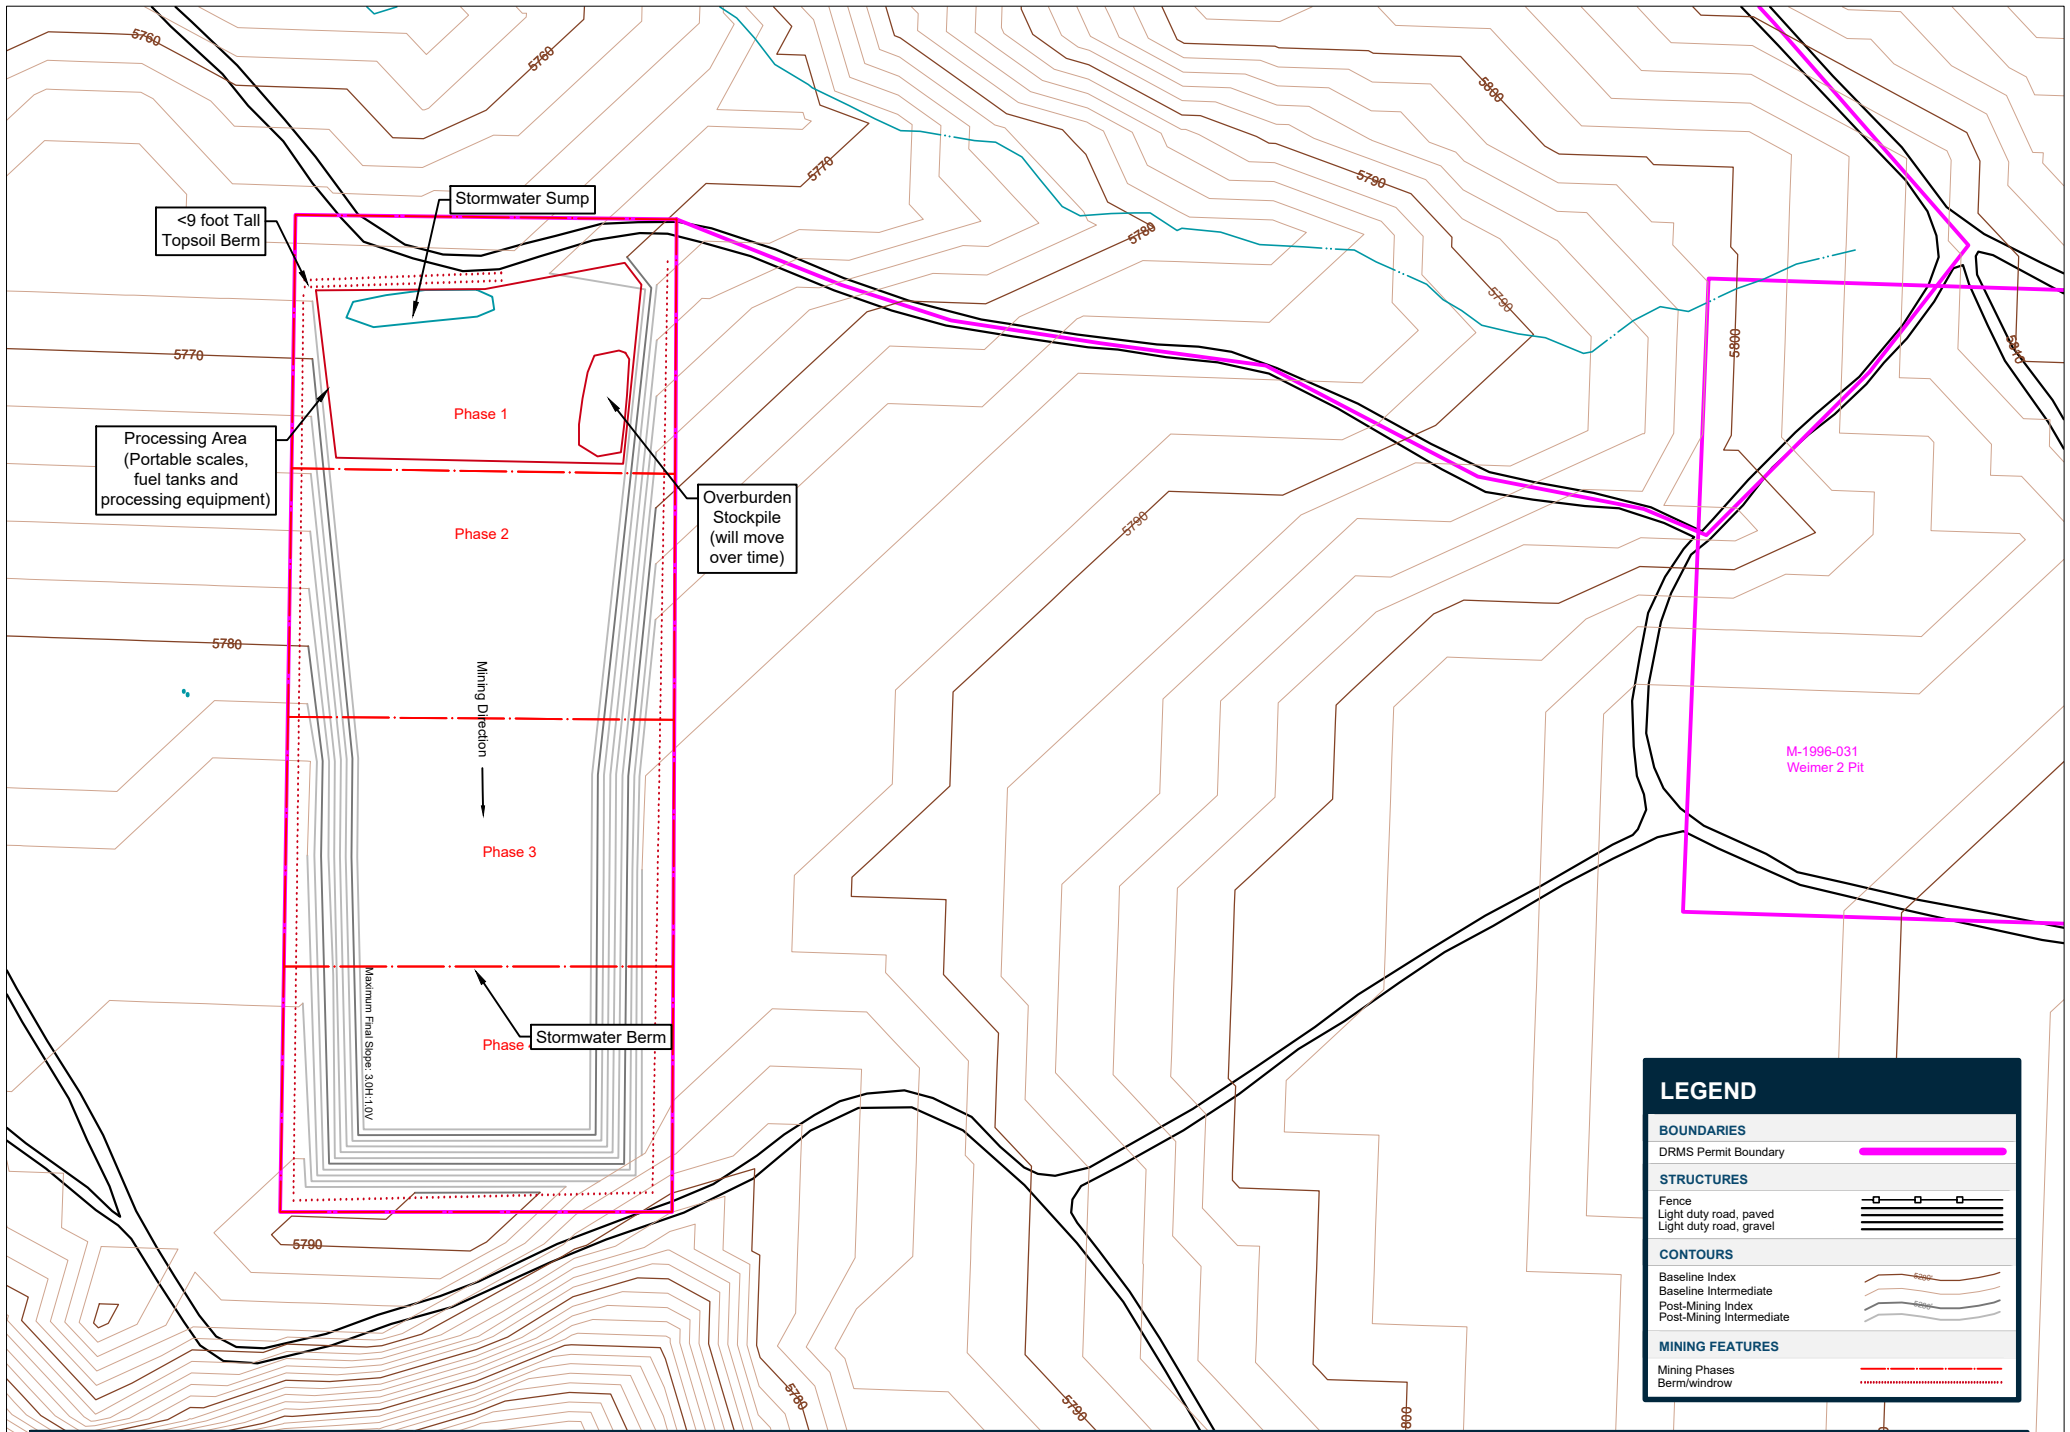 5760
5760
5800
5770
5790
<9 foot Tall
Topsoil Berm
Stormwater Sump
5780
5790
5770
5800
5810
Phase 1
Processing Area
(Portable scales,
fuel tanks and
processing equipment)
Overburden
Stockpile
(will move
over time)
5790
Phase 2
5780
Mining Direction
M-1996-031
Weimer 2 Pit
Phase 3
Maximum Final Slope: 3.0H:1.0V
Stormwater Berm
Phase
5790
5780
5790
800
LEGEND
BOUNDARIES
DRMS Permit Boundary
STRUCTURES
Fence
Light duty road, paved
Light duty road, gravel
CONTOURS
Baseline Index
5200'
Baseline Intermediate
Post-Mining Index
5200'
Post-Mining Intermediate
MINING FEATURES
Mining Phases
Berm/windrow